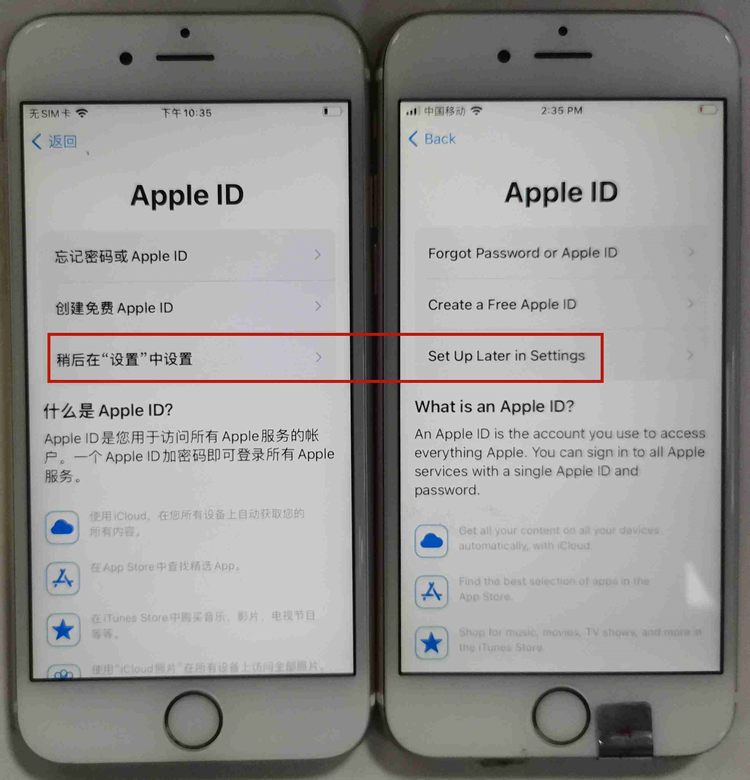 无SIM卡
下午10:35
返回
Apple ID
忘记密码或 Apple ID
创建免费 Apple ID
稍后在“设置”中设置
什么是 Apple ID?
Apple ID是您用于访问所有 Apple服务的帐
户。一个 Apple ID加密码即可登录所有 Apple
服务。
使用iCloud，在您所有设备上自动获取您的
所有内容。
在 App Store中查找精选 App。
在iTunes Store中购买音乐、影片、电视节目
等等。
使用“iCloud照片”在所有设备上访问全部照片。
中国移动
2:35 PM
Back
Apple ID
Forgot Password or Apple ID
Create a Free Apple ID
Set Up Later in Settings
What is an Apple ID?
An Apple ID is the account you use to access
everything Apple. You can sign in to all Apple
services with a single Apple ID and
password.
Get all your content on all your devices
automatically, with iCloud.
Find the best selection of apps in the
App Store.
Shop for music, movies, TV shows, and more in
the iTunes Store.